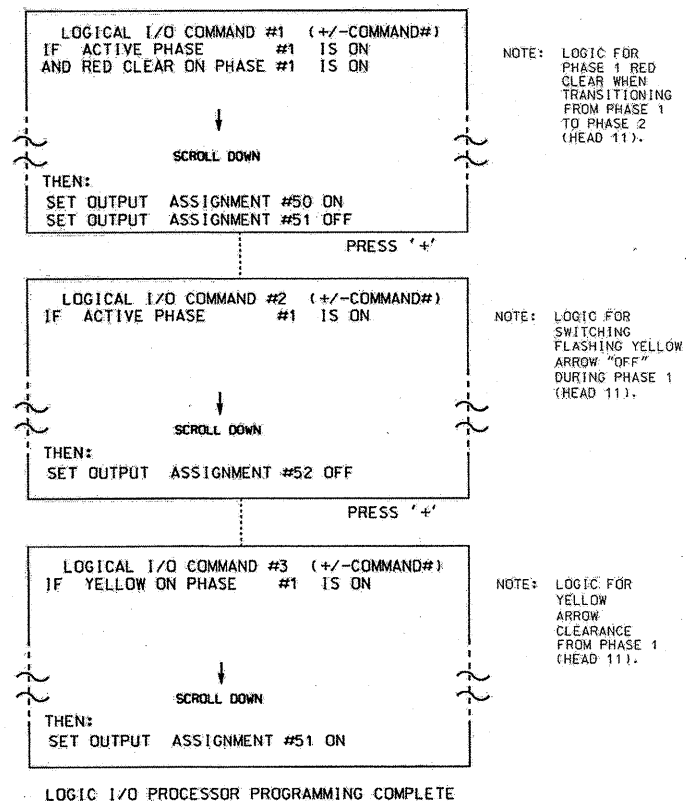 LOGICAL I/O COMMAND #1 (+/-COMMAND#)
IF ACTIVE PHASE #1 IS ON
AND RED CLEAR ON PHASE #1 IS ON
SCROLL DOWN
THEN:
SET OUTPUT ASSIGNMENT #50 ON
SET OUTPUT ASSIGNMENT #51 OFF
NOTE: LOGIC FOR
PHASE 1 RED
CLEAR WHEN
TRANSITIONING
FROM PHASE 1
TO PHASE 2
(HEAD 11).
PRESS '+'
LOGICAL I/O COMMAND #2 (+/-COMMAND#)
IF ACTIVE PHASE #1 IS ON
SCROLL DOWN
THEN:
SET OUTPUT ASSIGNMENT #52 OFF
NOTE: LOGIC FOR
SWITCHING
FLASHING YELLOW
ARROW "OFF"
DURING PHASE 1
(HEAD 11).
PRESS '+'
LOGICAL I/O COMMAND #3 (+/-COMMAND#)
IF YELLOW ON PHASE #1 IS ON
SCROLL DOWN
THEN:
SET OUTPUT ASSIGNMENT #51 ON
NOTE: LOGIC FOR
YELLOW
ARROW
CLEARANCE
FROM PHASE 1
(HEAD 11).
LOGIC I/O PROCESSOR PROGRAMMING COMPLETE